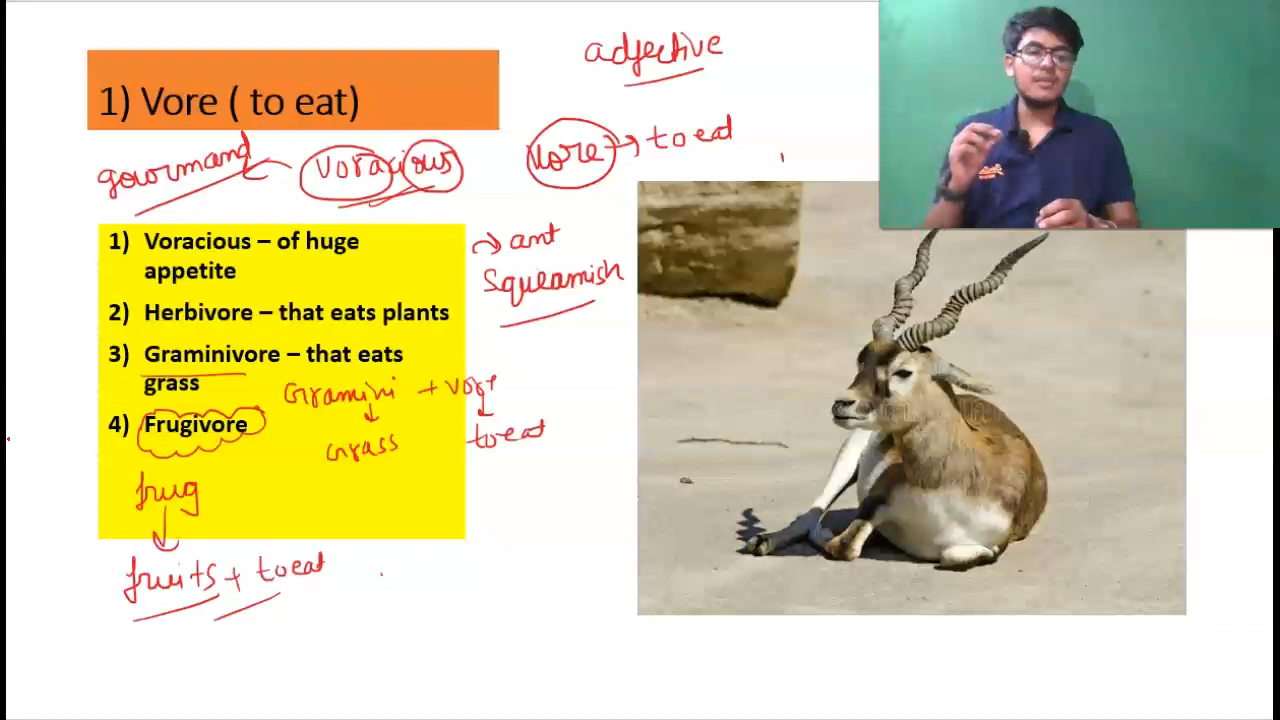 adjective
1) Vore ( to eat)
gourmand
voracious
vore → to eat
1) Voracious – of huge
appetite
→ ant
squeamish
2) Herbivore – that eats plants
3) Graminivore – that eats
grass
Gramini + vore
Grass
to eat
4) Frugivore
frug
fruits + to eat